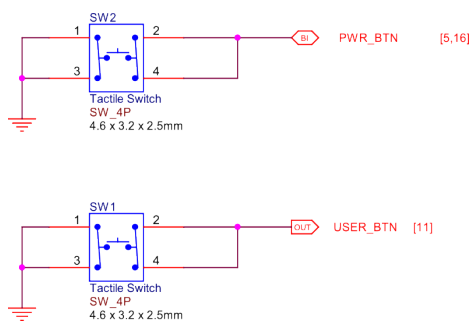 SW2
1 2
BI PWR_BTN [5,16]
3 4
Tactile Switch
SW_4P
4.6 x 3.2 x 2.5mm
SW1
1 2
OUT USER_BTN [11]
3 4
Tactile Switch
SW_4P
4.6 x 3.2 x 2.5mm